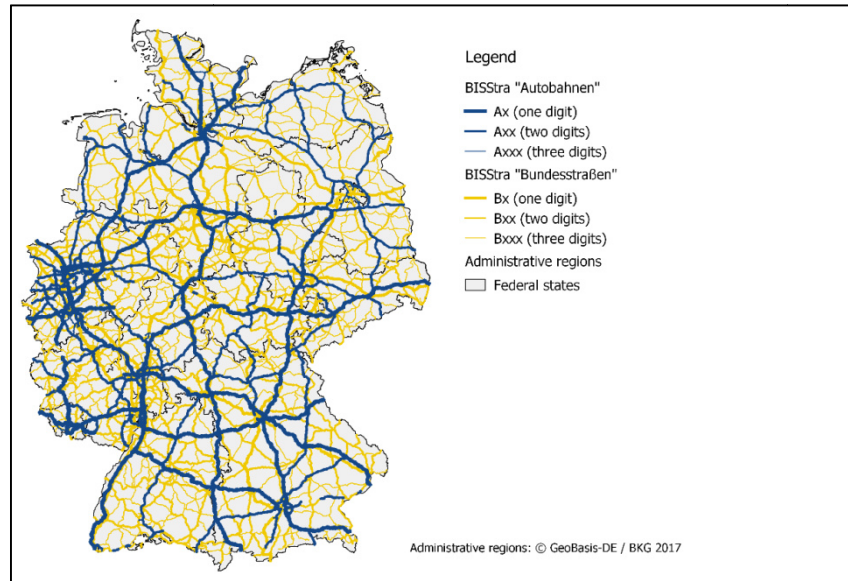 Legend
BISStra "Autobahnen"
Ax (one digit)
Axx (two digits)
Axxx (three digits)
BISStra "Bundesstraßen"
Bx (one digit)
Bxx (two digits)
Bxxx (three digits)
Administrative regions
Federal states
Administrative regions: © GeoBasis-DE / BKG 2017